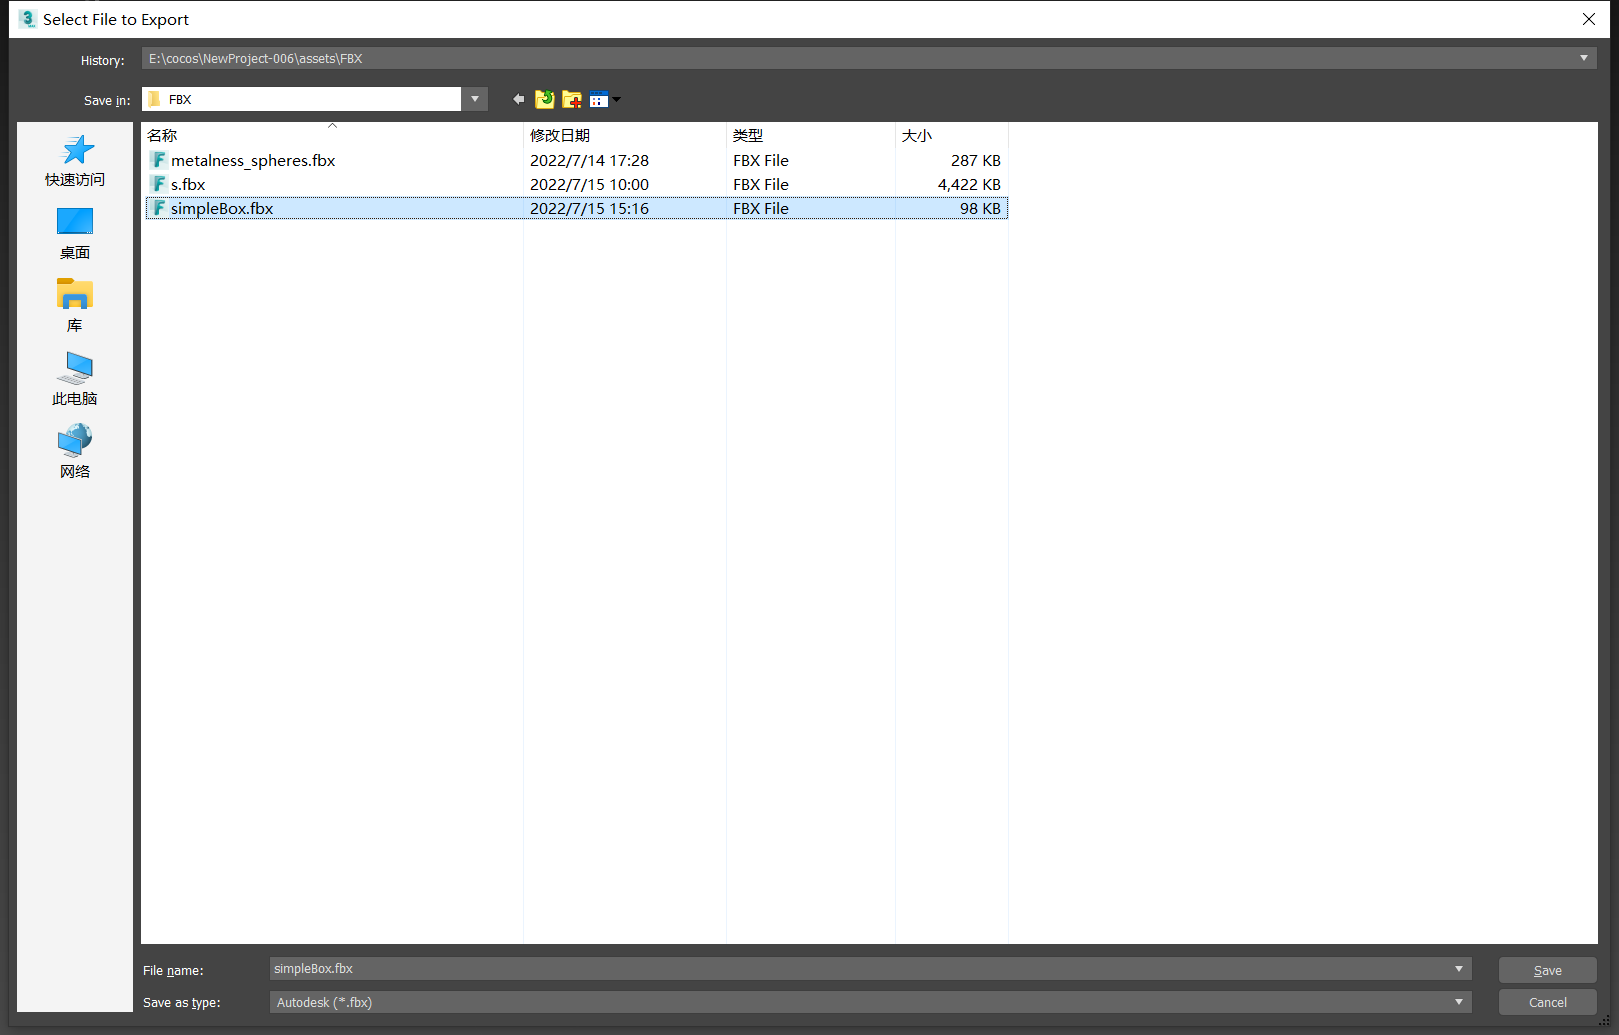 Select File to Export
History: E:\cocos\NewProject-006\assets\FBX
Save in: FBX
名称 修改日期 类型 大小
metalness_spheres.fbx 2022/7/14 17:28 FBX File 287 KB
s.fbx 2022/7/15 10:00 FBX File 4,422 KB
simpleBox.fbx 2022/7/15 15:16 FBX File 98 KB
快速访问
桌面
库
此电脑
网络
File name: simpleBox.fbx Save
Save as type: Autodesk (*.fbx) Cancel